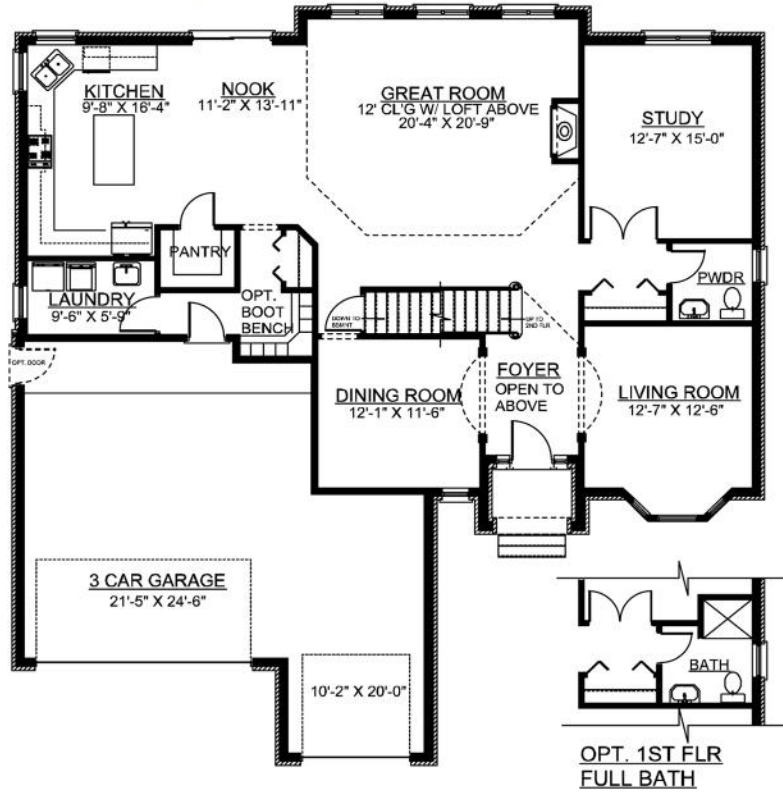 KITCHEN
9'-8" X 16'-4"
NOOK
11'-2" X 13'-11"
GREAT ROOM
12' CL'G W/ LOFT ABOVE
20'-4" X 20'-9"
STUDY
12'-7" X 15'-0"
PANTRY
PWDR
LAUNDRY
9'-6" X 5'-9"
OPT.
BOOT
BENCH
DOWN TO
BSMNT
UP TO
2ND FLR
OPT. DOOR
DINING ROOM
12'-1" X 11'-6"
FOYER
OPEN TO
ABOVE
LIVING ROOM
12'-7" X 12'-6"
3 CAR GARAGE
21'-5" X 24'-6"
10'-2" X 20'-0"
BATH
OPT. 1ST FLR
FULL BATH